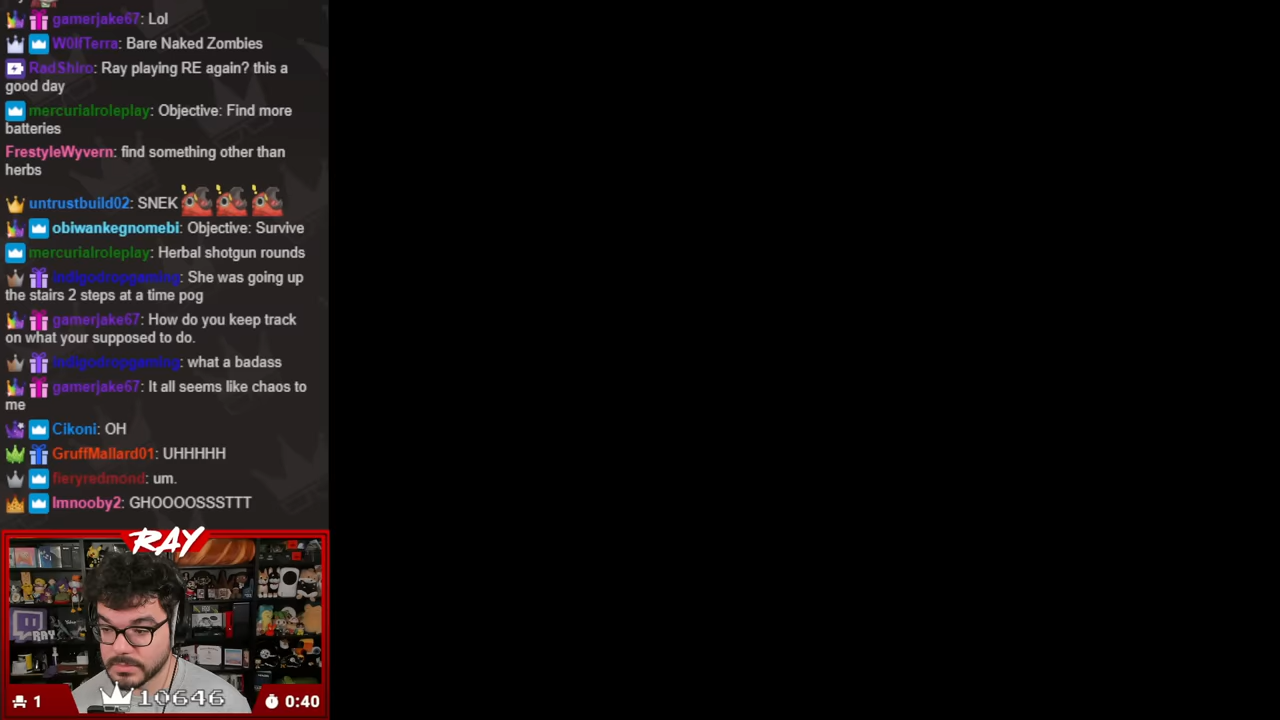 gamerjake67: Lol
W0lfTerra: Bare Naked Zombies
RadShiro: Ray playing RE again? this a
good day
mercurialroleplay: Objective: Find more
batteries
FrestyleWyvern: find something other than
herbs
untrustbuild02: SNEK
obiwankegnomebi: Objective: Survive
mercurialroleplay: Herbal shotgun rounds
indigodropgaming: She was going up
the stairs 2 steps at a time pog
gamerjake67: How do you keep track
on what your supposed to do.
indigodropgaming: what a badass
gamerjake67: It all seems like chaos to
me
Cikoni: OH
GruffMallard01: UHHHHH
fieryredmond: um.
Imnooby2: GHOOOOSSSTTT
RAY
RAY
1
10646
0:40